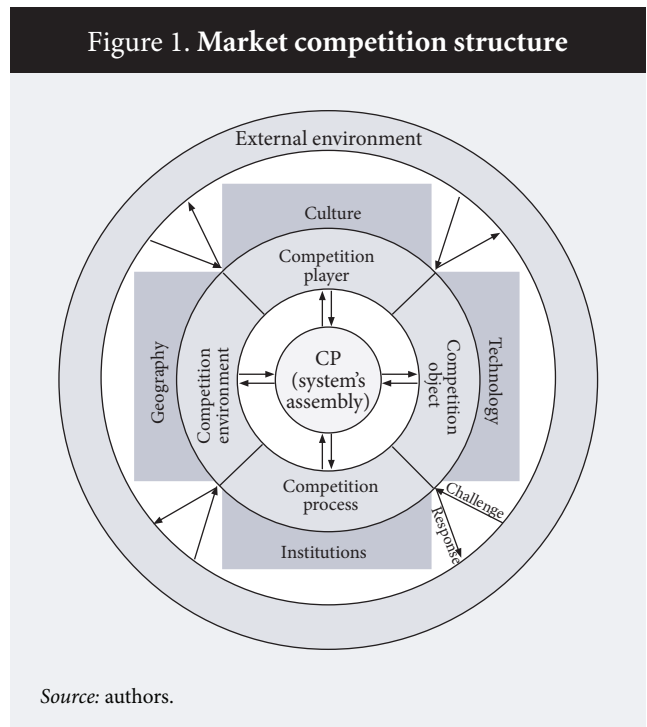 Figure 1. Market competition structure
External environment
Culture
Competition
player
Geography
Competition
environment
CP
(system's
assembly)
Competition
object
Technology
Competition
process
Institutions
Challenge
Response
Source: authors.